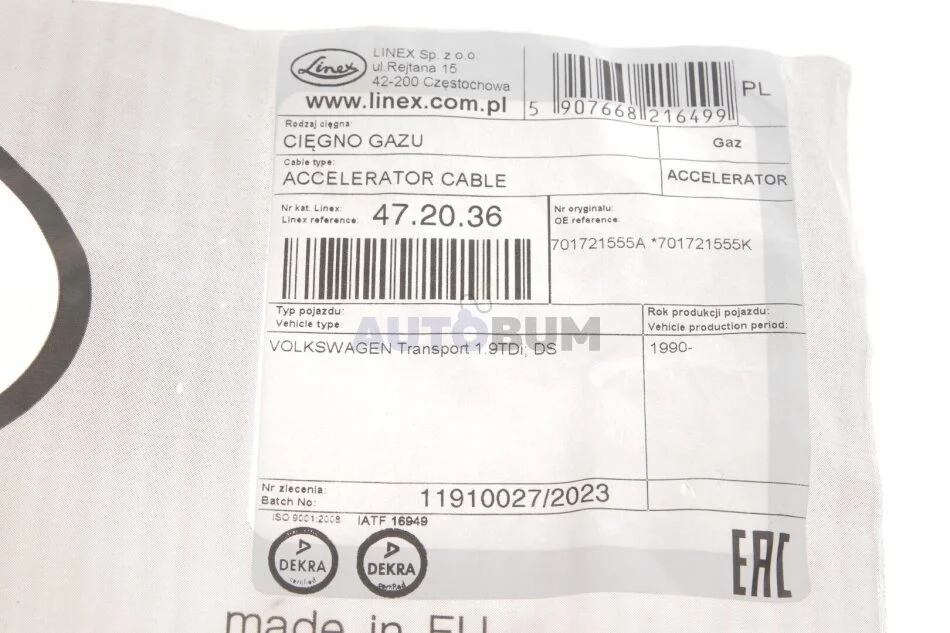 Linex
LINEX Sp. z o.o.
ul.Rejtana 15
42-200 Częstochowa
www.linex.com.pl
5 907668 216499
PL
Rodzaj cięgna:
CIĘGNO GAZU
Gaz
Cable type:
ACCELERATOR CABLE
ACCELERATOR
Nr kat. Linex:
Linex reference:
47.20.36
Nr oryginału:
OE reference:
701721555A *701721555K
Typ pojazdu:
Vehicle type:
Rok produkcji pojazdu:
Vehicle production period:
AUTOBUM
VOLKSWAGEN Transport 1.9TDi; DS
1990-
Nr zlecenia:
Batch No:
11910027/2023
ISO 9001:2008
IATF 16949
DEKRA
certified
DEKRA
certified
EAC
made in EU